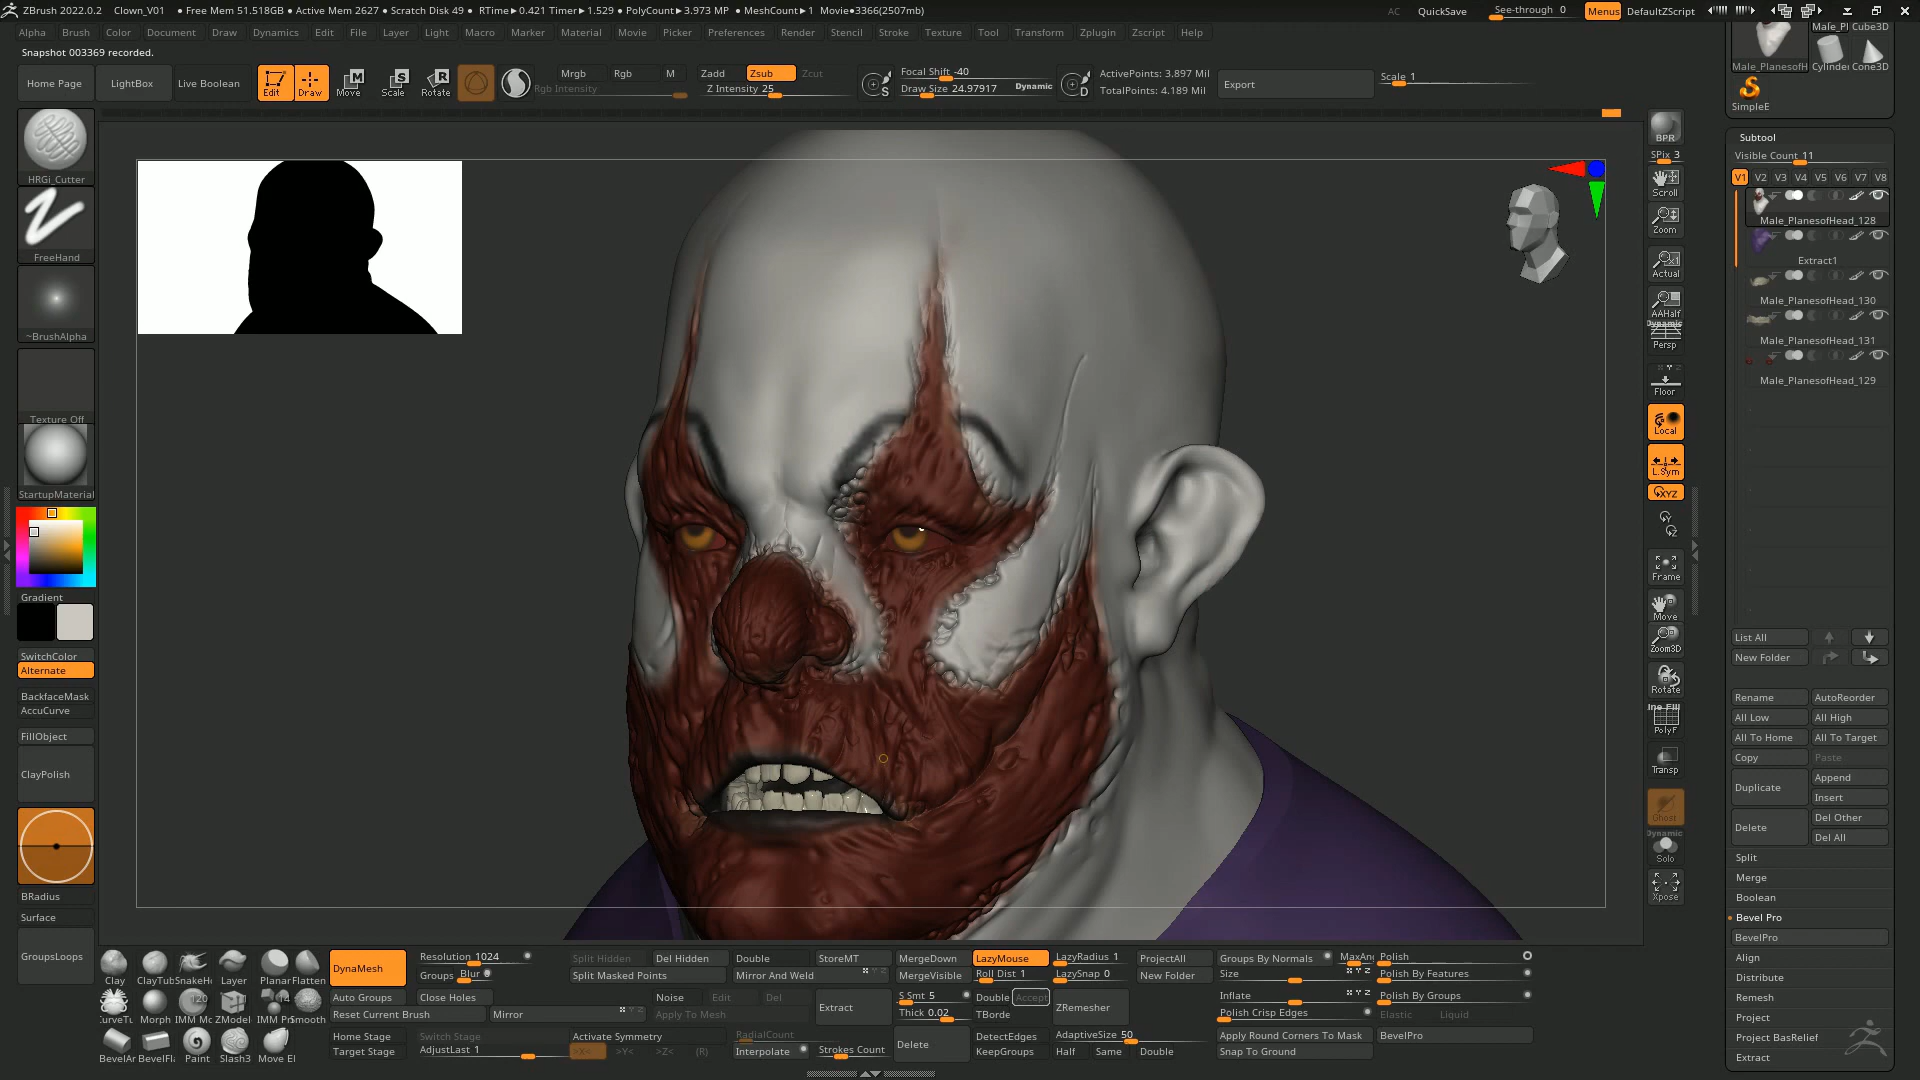 ZBrush 2022.0.2 Clown_V01 • Free Mem 51.518GB • Active Mem 2627 • Scratch Disk 49 • RTime▸0.421 Timer▸1.529 • PolyCount▸3.973 MP • MeshCount▸1 Movie●3366(2507mb) AC QuickSave See-through 0 Menus DefaultZScript
Alpha Brush Color Document Draw Dynamics Edit File Layer Light Macro Marker Material Movie Picker Preferences Render Stencil Stroke Texture Tool Transform Zplugin Zscript Help
Snapshot 003369 recorded.
Home Page LightBox Live Boolean Edit Draw Move Scale Rotate
Mrgb Rgb M Zadd Zsub Zcut
Rgb Intensity Z Intensity 25
Focal Shift -40
Draw Size 24.97917 Dynamic
ActivePoints: 3.897 Mil
TotalPoints: 4.189 Mil
Export
Scale 1
HRGi_Cutter
FreeHand
~BrushAlpha
Texture Off
StartupMaterial
Gradient
SwitchColor
Alternate
BackfaceMask
AccuCurve
FillObject
ClayPolish
BRadius
Surface
GroupsLoops
BPR
SPix 3
Scroll
Zoom
Actual
AAHalf
Dynamic
Persp
Floor
Local
L.Sym
XYZ
Frame
Move
Zoom3D
Rotate
PolyF
Transp
Ghost
Dynamic
Solo
Xpose
Cube3D
Cone3D
SimpleB
Subtool
Visible Count 11
V1 V2 V3 V4 V5 V6 V7 V8
Male_PlanesofHead_128
Extract1
Male_PlanesofHead_130
Male_PlanesofHead_131
Male_PlanesofHead_129
List All
New Folder
Rename AutoReorder
All Low All High
All To Home All To Target
Copy Paste
Duplicate Append
Insert
Delete Del Other
Del All
Split
Merge
Boolean
Bevel Pro
BevelPro
Align
Distribute
Remesh
Project
Project BasRelief
Extract
Clay Layer Planar Flatten
Morph ZModel Smooth
Paint Slash3 Move El
DynaMesh
Resolution 1024
Groups Blur
Auto Groups Close Holes
Reset Current Brush Mirror
Home Stage Switch Stage
Target Stage AdjustLast 1
Split Hidden Del Hidden Double StoreMT
Split Masked Points Mirror And Weld
Noise Edit Del
Apply To Mesh Extract
Activate Symmetry RadialCount
>X< >Y< >Z< (R) Interpolate Strokes Count
MergeDown LazyMouse LazyRadius 1
MergeVisible Roll Dist 1 LazySnap 0
S Smt 5 Double Accept
Thick 0.02 TBorde ZRemesher
Delete DetectEdges AdaptiveSize 50
KeepGroups Half Same Double
ProjectAll Groups By Normals Polish
New Folder Size Polish By Features
Inflate Polish By Groups
Polish Crisp Edges Elastic Liquid
Apply Round Corners To Mask BevelPro
Snap To Ground